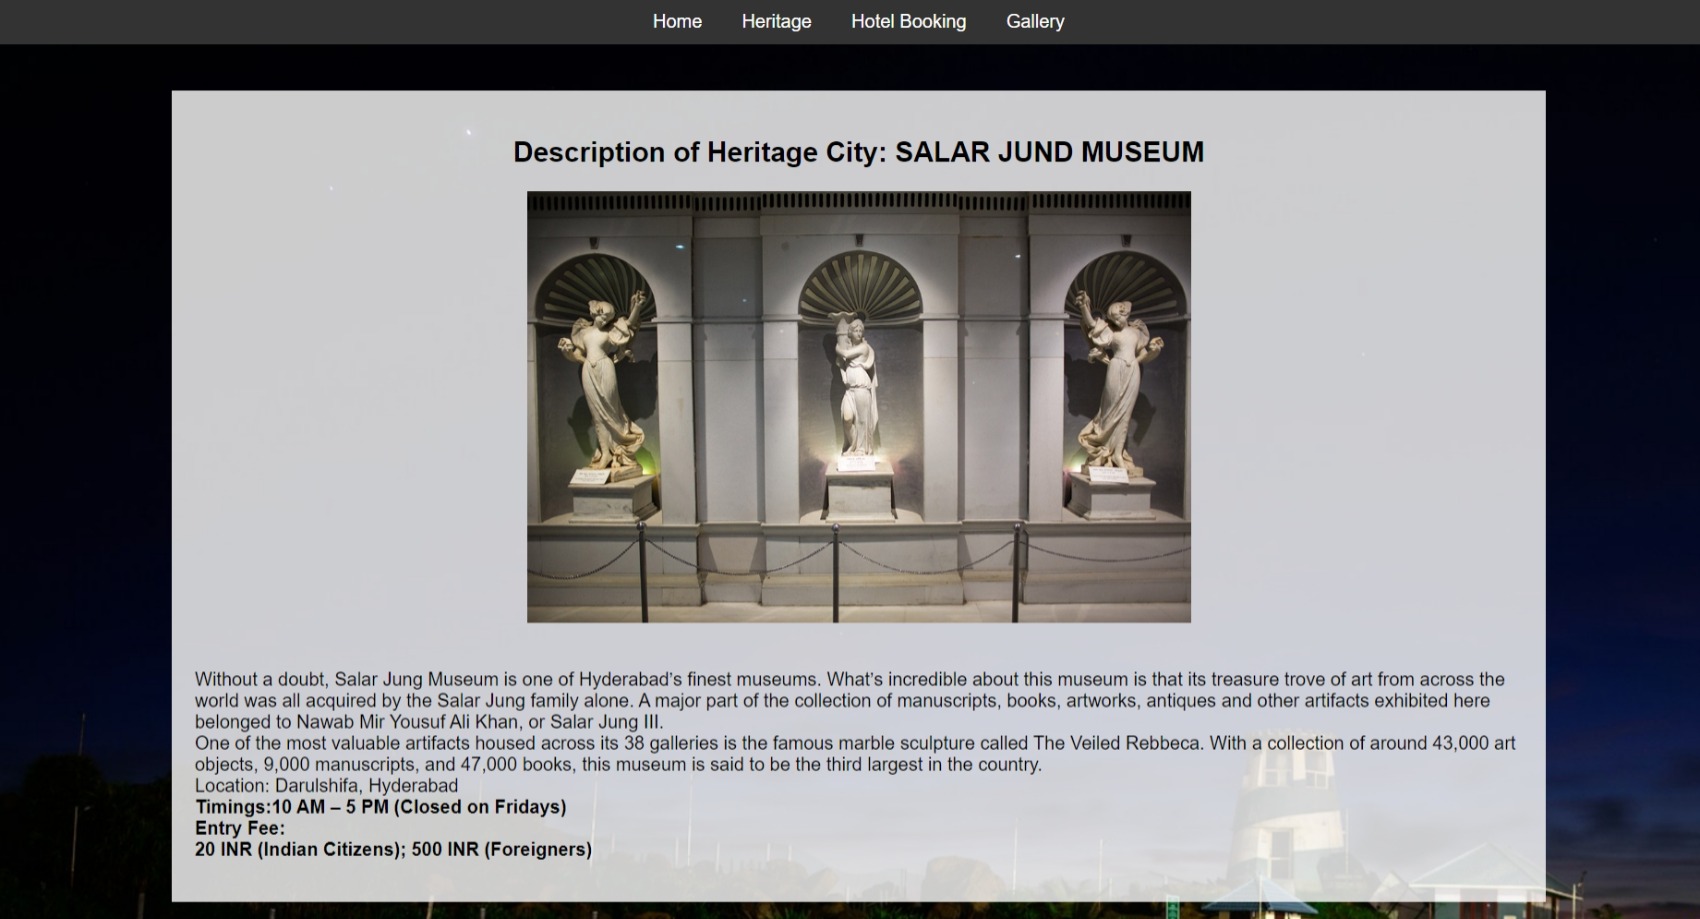 Home Heritage Hotel Booking Gallery
Description of Heritage City: SALAR JUND MUSEUM
Without a doubt, Salar Jung Museum is one of Hyderabad’s finest museums. What’s incredible about this museum is that its treasure trove of art from across the
world was all acquired by the Salar Jung family alone. A major part of the collection of manuscripts, books, artworks, antiques and other artifacts exhibited here
belonged to Nawab Mir Yousuf Ali Khan, or Salar Jung III.
One of the most valuable artifacts housed across its 38 galleries is the famous marble sculpture called The Veiled Rebbeca. With a collection of around 43,000 art
objects, 9,000 manuscripts, and 47,000 books, this museum is said to be the third largest in the country.
Location: Darulshifa, Hyderabad
Timings:10 AM – 5 PM (Closed on Fridays)
Entry Fee:
20 INR (Indian Citizens); 500 INR (Foreigners)